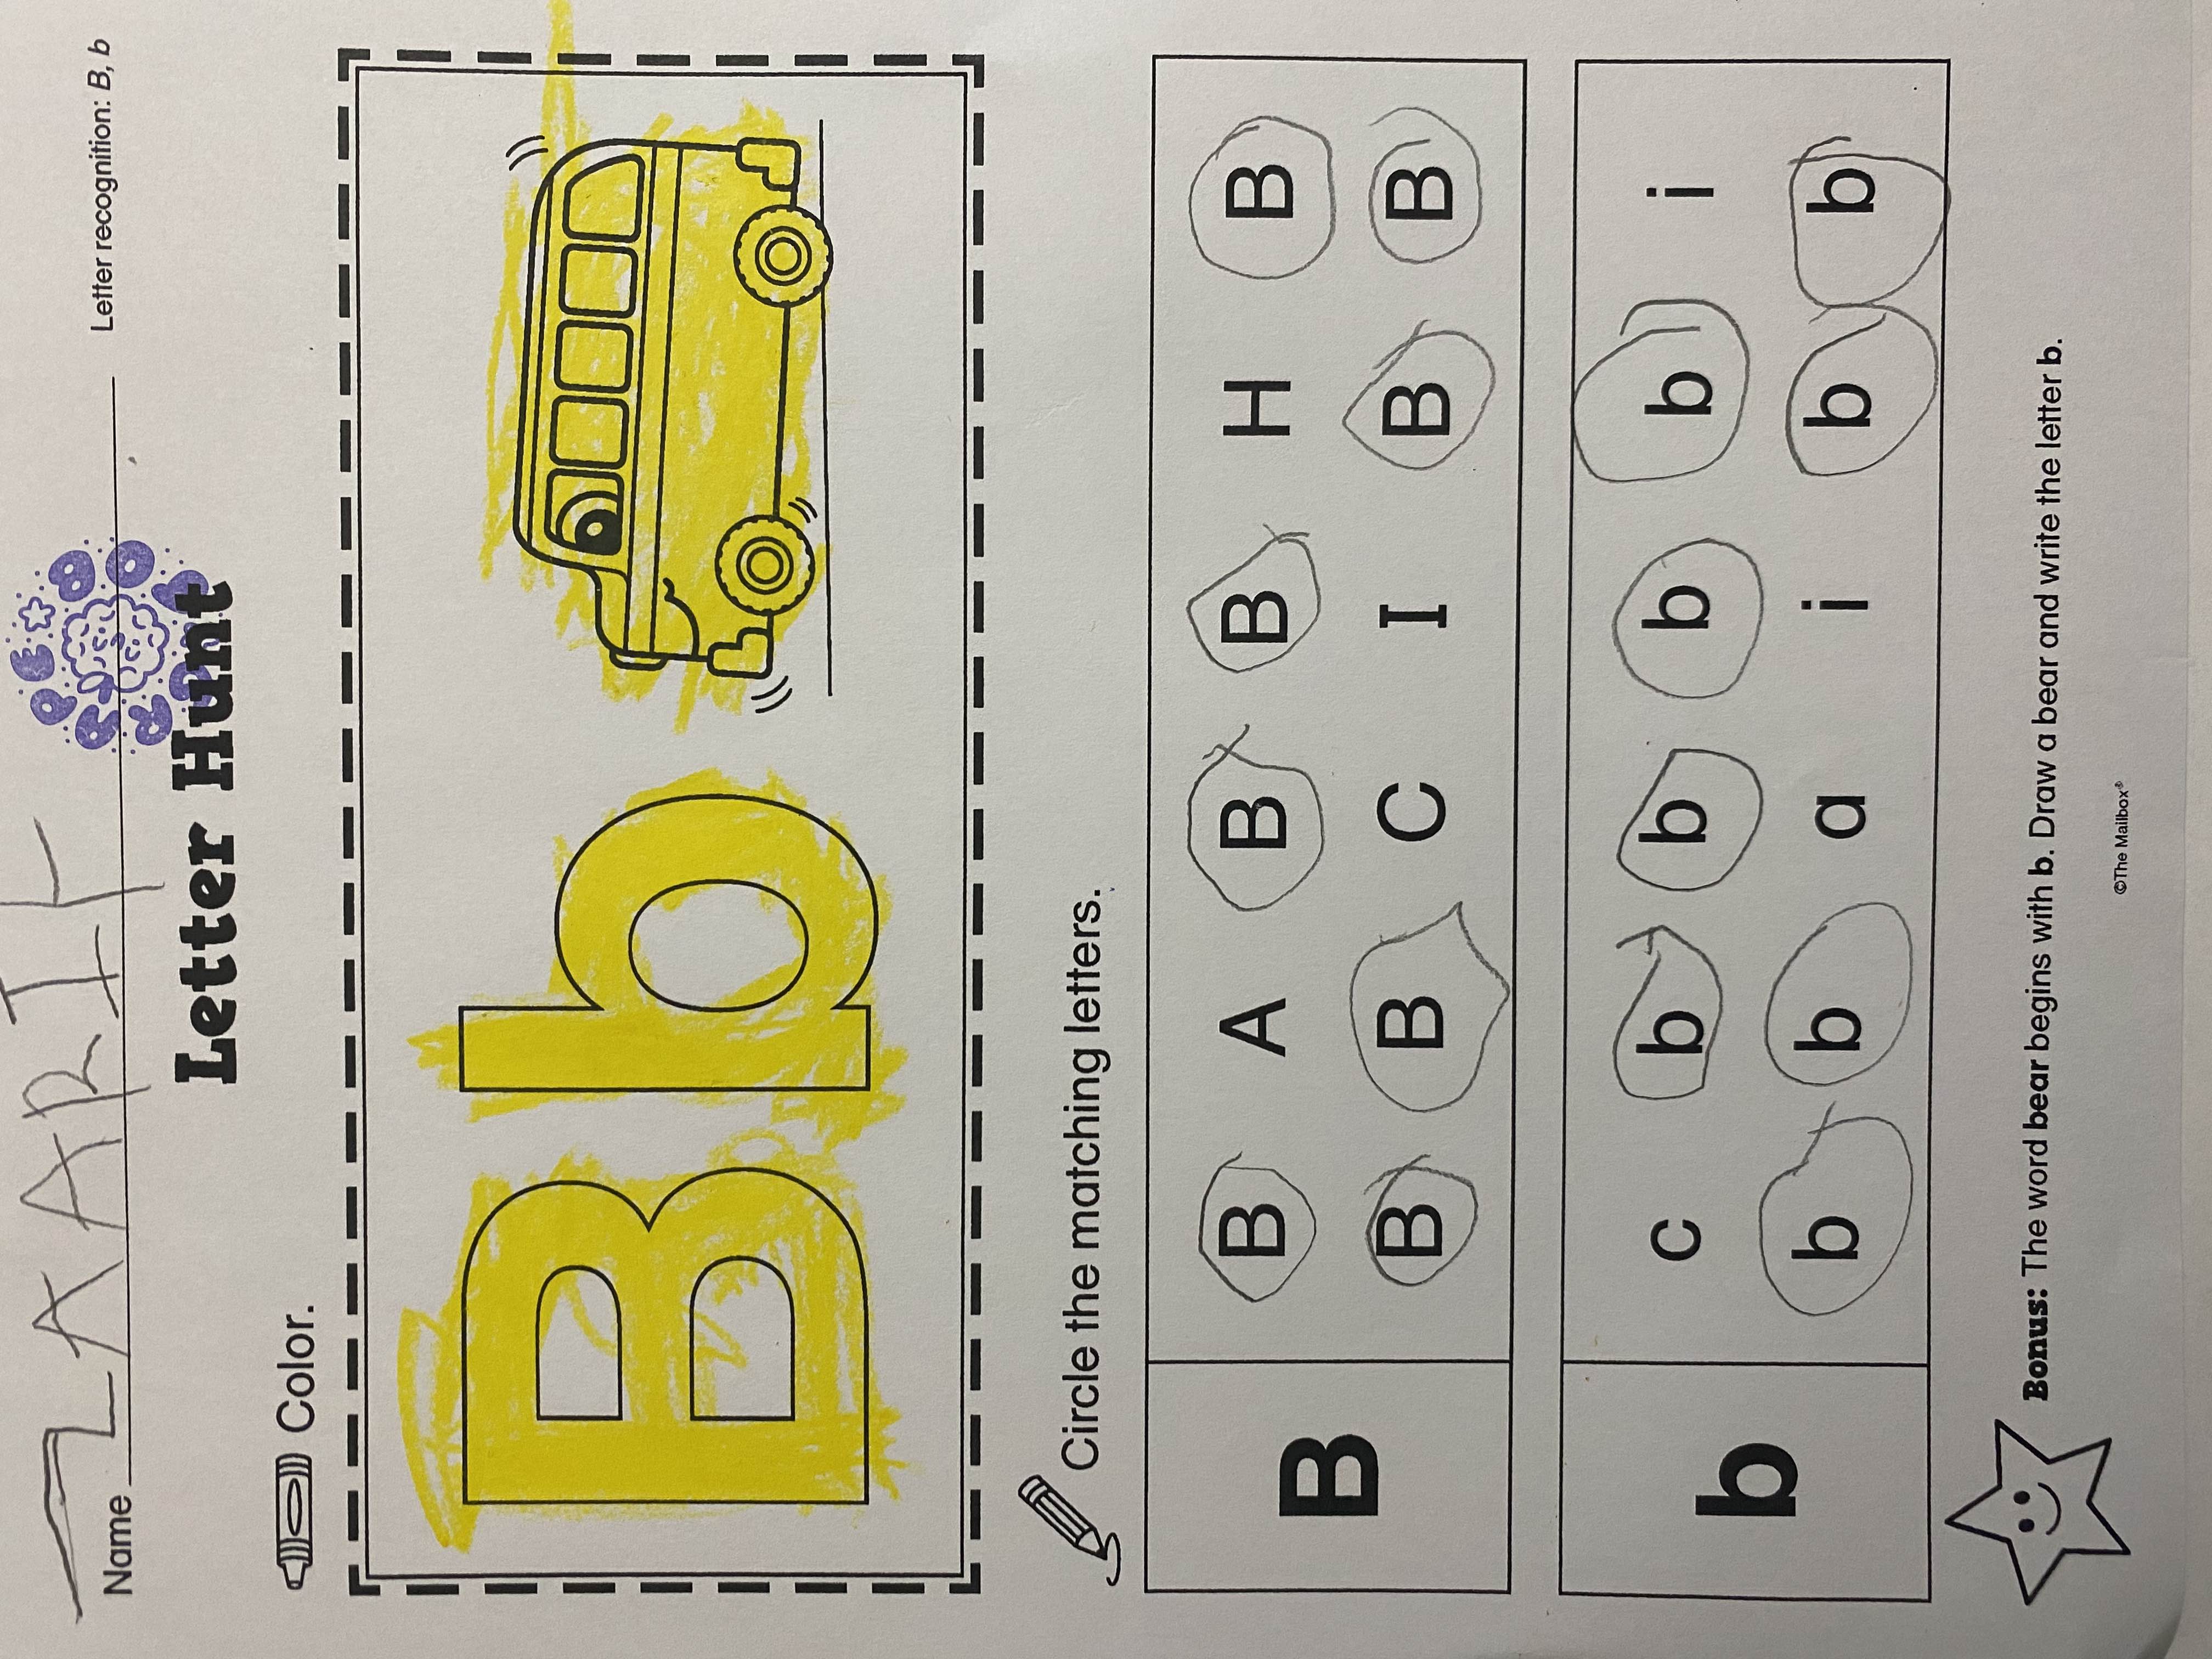 ZAARIF
Name
Letter recognition: B, b
Letter Hunt
Color.
Bb
Circle the matching letters.
B
B A B B H B
B B C I B B
b
c b b b b i
b b a i b b
Bonus: The word bear begins with b. Draw a bear and write the letter b.
©The Mailbox®